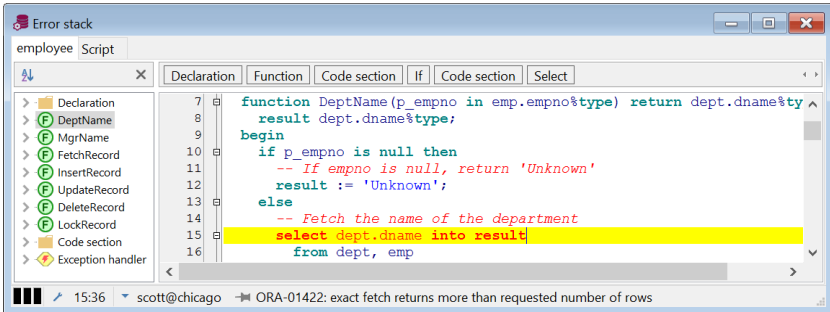 Error stack
employee Script
Declaration Function Code section If Code section Select
Declaration
DeptName
MgrName
FetchRecord
InsertRecord
UpdateRecord
DeleteRecord
LockRecord
Code section
Exception handler
7 function DeptName(p_empno in emp.empno%type) return dept.dname%ty
8 result dept.dname%type;
9 begin
10 if p_empno is null then
11 -- If empno is null, return 'Unknown'
12 result := 'Unknown';
13 else
14 -- Fetch the name of the department
15 select dept.dname into result
16 from dept, emp
15:36 scott@chicago ORA-01422: exact fetch returns more than requested number of rows